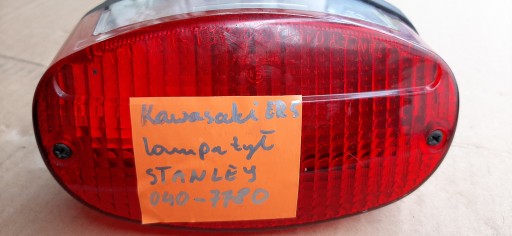 Kawasaki ER5
lampa tył
STANLEY
040-7780